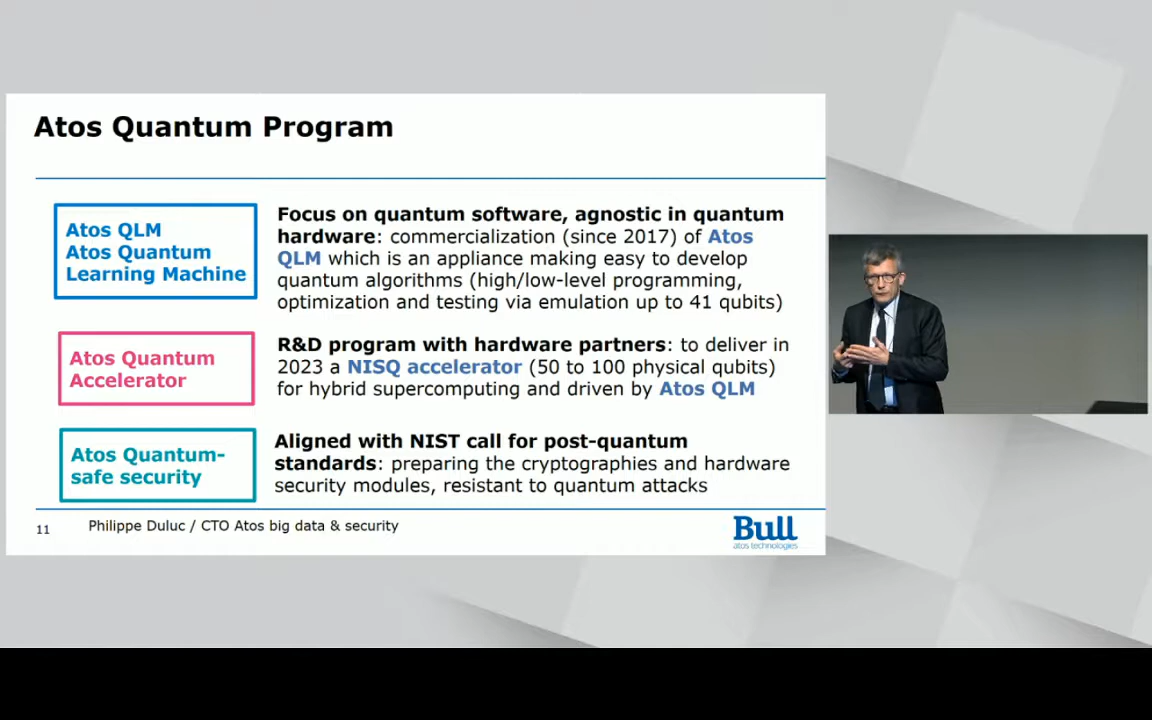 Atos Quantum Program
Atos QLM
Atos Quantum
Learning Machine
Focus on quantum software, agnostic in quantum
hardware: commercialization (since 2017) of Atos
QLM which is an appliance making easy to develop
quantum algorithms (high/low-level programming,
optimization and testing via emulation up to 41 qubits)
Atos Quantum
Accelerator
R&D program with hardware partners: to deliver in
2023 a NISQ accelerator (50 to 100 physical qubits)
for hybrid supercomputing and driven by Atos QLM
Atos Quantum-
safe security
Aligned with NIST call for post-quantum
standards: preparing the cryptographies and hardware
security modules, resistant to quantum attacks
11
Philippe Duluc / CTO Atos big data & security
Bull
atos technologies